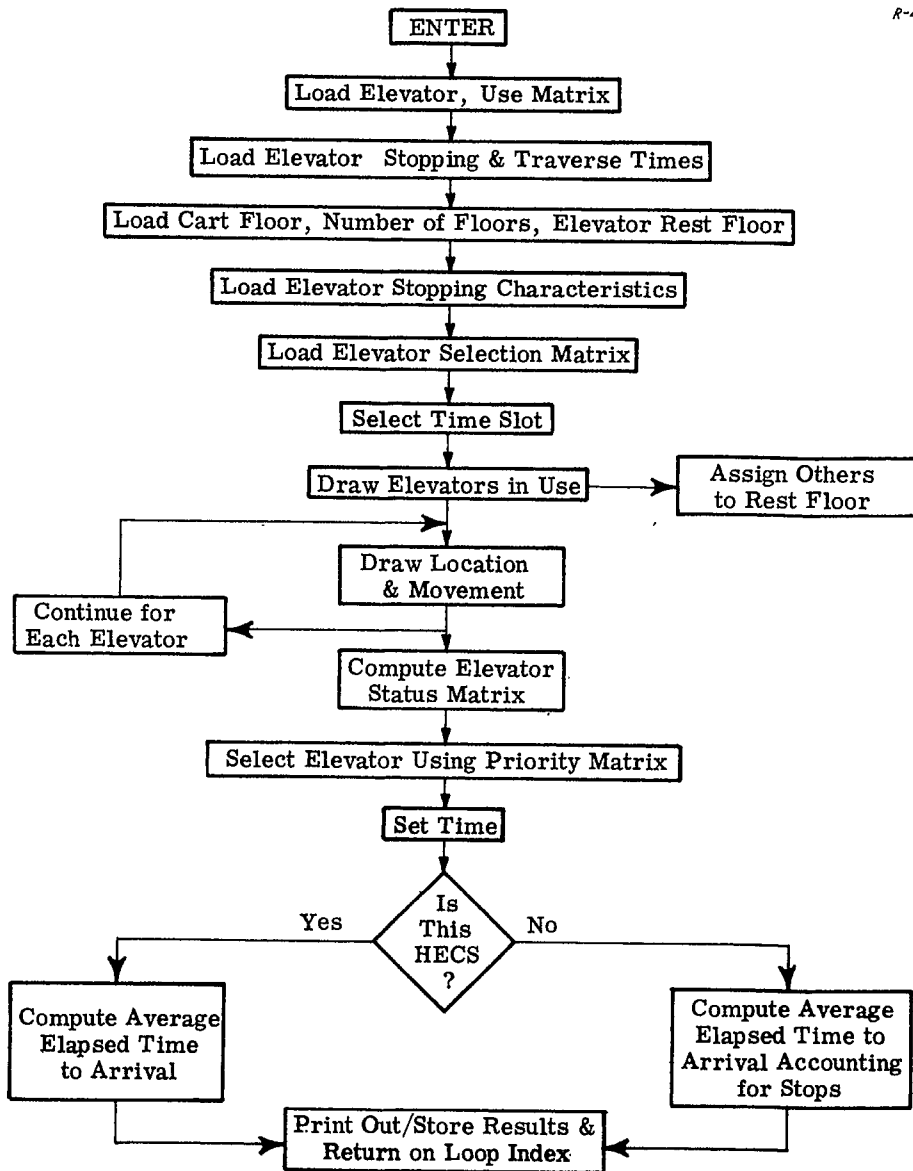 R-
ENTER
Load Elevator, Use Matrix
Load Elevator Stopping & Traverse Times
Load Cart Floor, Number of Floors, Elevator Rest Floor
Load Elevator Stopping Characteristics
Load Elevator Selection Matrix
Select Time Slot
Draw Elevators in Use
Assign Others
to Rest Floor
Draw Location
& Movement
Continue for
Each Elevator
Compute Elevator
Status Matrix
Select Elevator Using Priority Matrix
Set Time
Is
This
HECS
?
Yes
No
Compute Average
Elapsed Time
to Arrival
Compute Average
Elapsed Time to
Arrival Accounting
for Stops
Print Out/Store Results &
Return on Loop Index